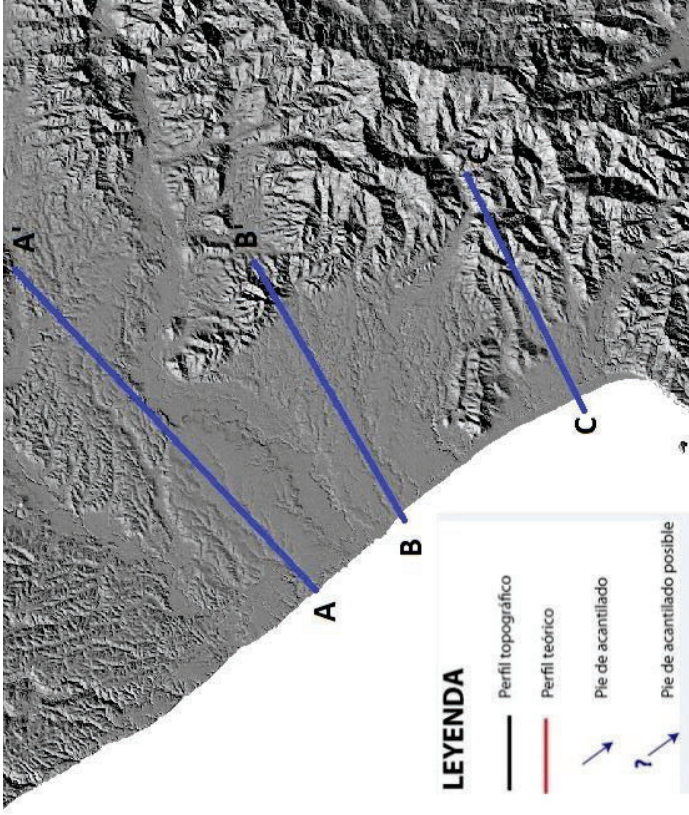 A'
B'
C'
A
B
C
LEYENDA
Perfil topográfico
Perfil teórico
Pie de acantilado
?
Pie de acantilado posible